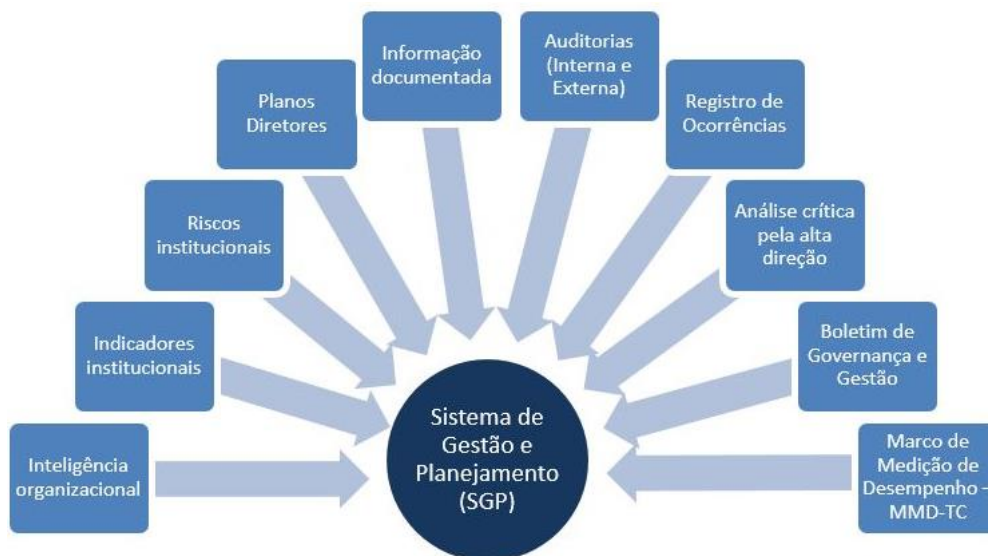 Inteligência
organizacional
Indicadores
institucionais
Riscos
institucionais
Planos
Diretores
Informação
documentada
Auditorias
(Interna e
Externa)
Registro de
Ocorrências
Análise crítica
pela alta
direção
Boletim de
Governança e
Gestão
Marco de
Medição de
Desempenho –
MMD-TC
Sistema de
Gestão e
Planejamento
(SGP)